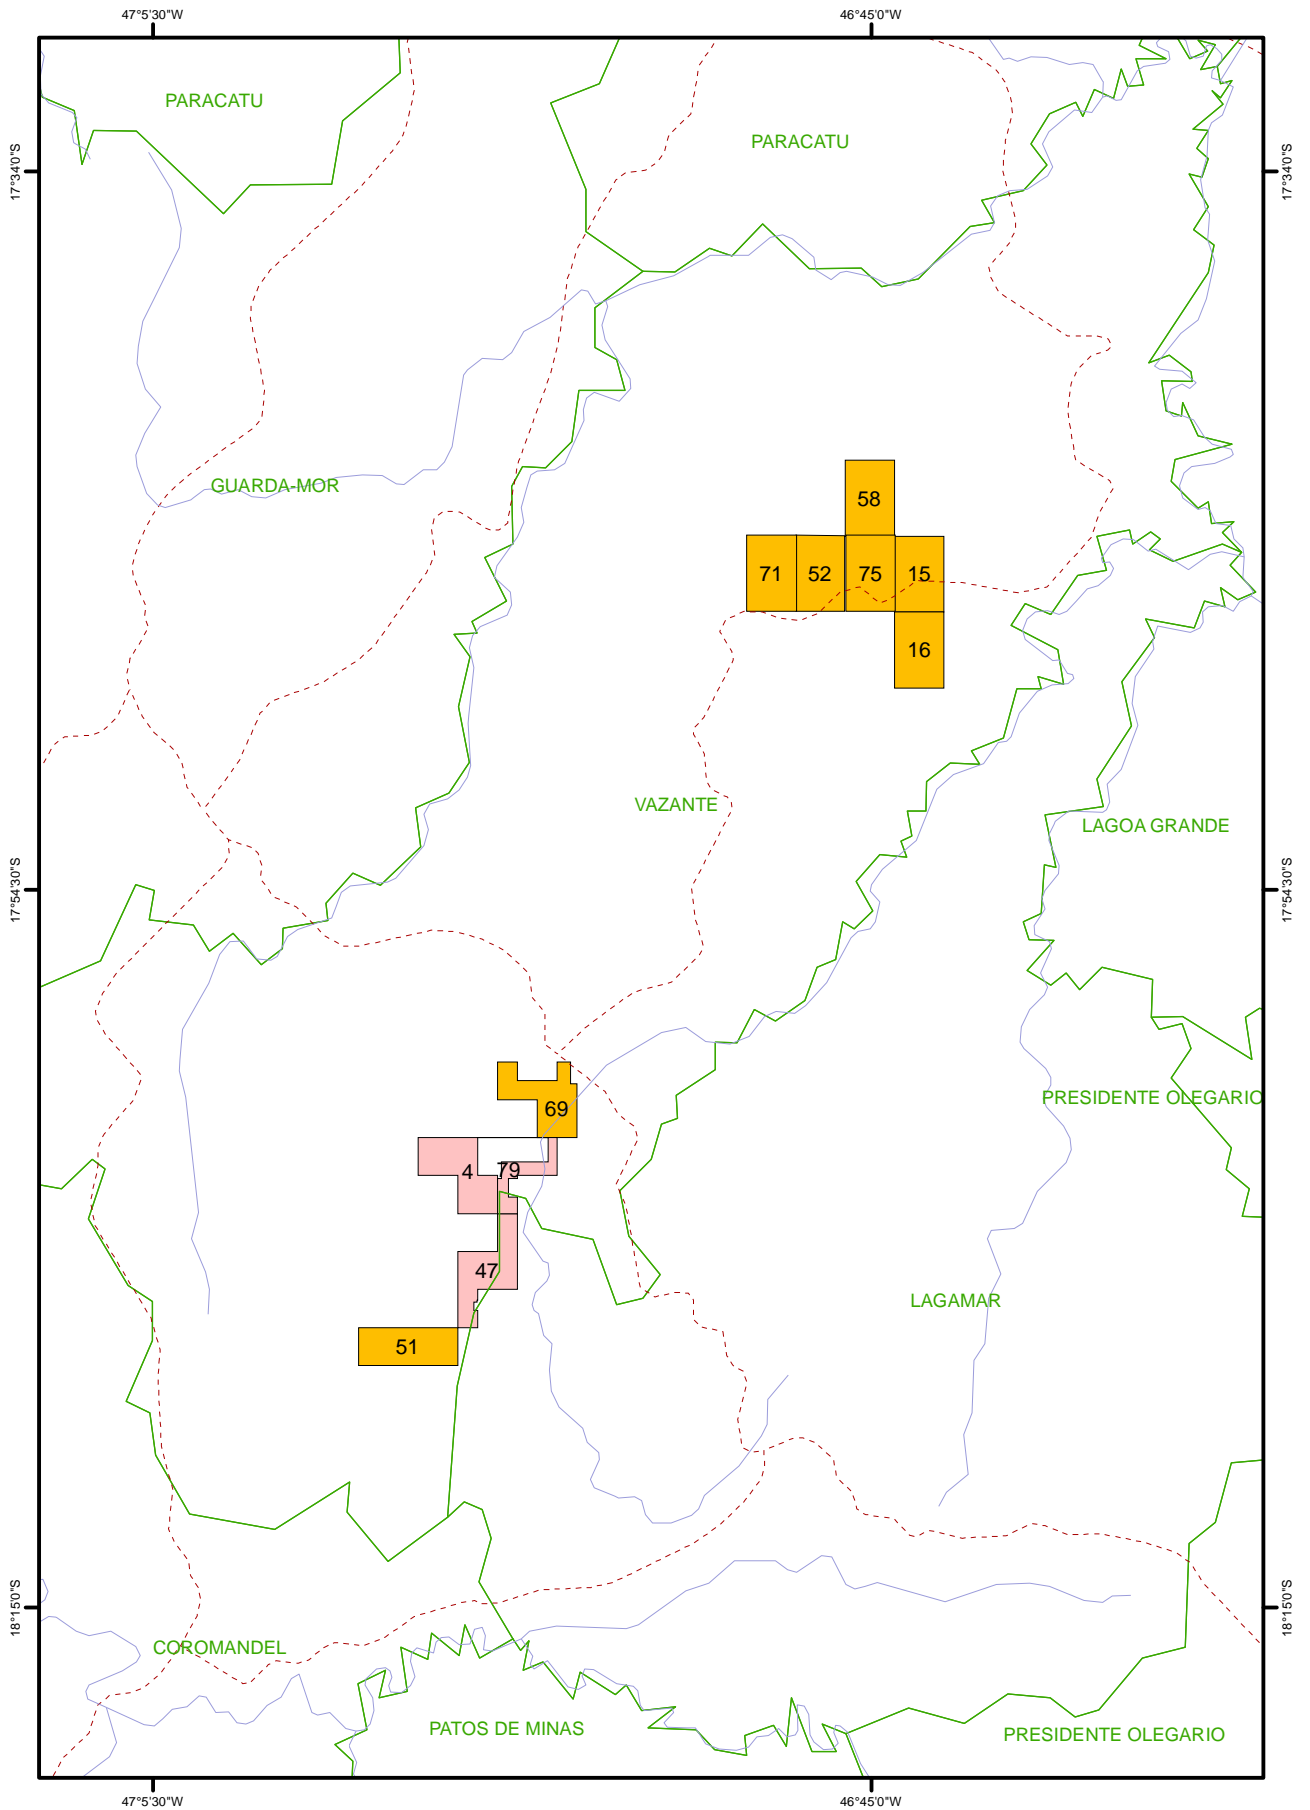 47°5'30"W
46°45'0"W
PARACATU
PARACATU
17°34'0"S
17°34'0"S
GUARDA-MOR
58
71
52
75
15
16
VAZANTE
LAGOA GRANDE
17°54'30"S
17°54'30"S
PRESIDENTE OLEGARIO
69
4
79
47
LAGAMAR
51
18°15'0"S
18°15'0"S
COROMANDEL
PATOS DE MINAS
PRESIDENTE OLEGARIO
47°5'30"W
46°45'0"W